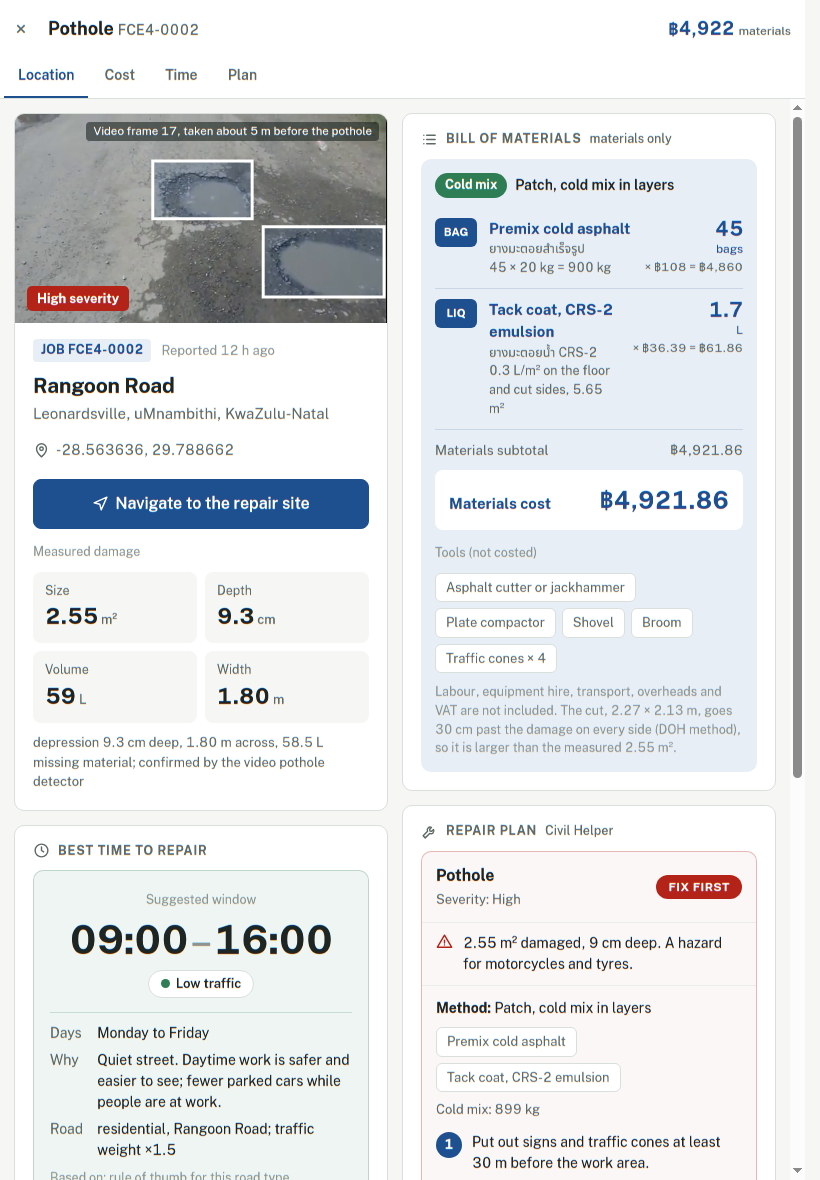 × Pothole FCE4-0002 ฿4,922 materials
Location Cost Time Plan
Video frame 17, taken about 5 m before the pothole
High severity
JOB FCE4-0002 Reported 12 h ago
Rangoon Road
Leonardsville, uMnambithi, KwaZulu-Natal
-28.563636, 29.788662
Navigate to the repair site
Measured damage
Size
2.55 m²
Depth
9.3 cm
Volume
59 L
Width
1.80 m
depression 9.3 cm deep, 1.80 m across, 58.5 L
missing material; confirmed by the video pothole
detector
BEST TIME TO REPAIR
Suggested window
09:00–16:00
Low traffic
Days Monday to Friday
Why Quiet street. Daytime work is safer and
easier to see; fewer parked cars while
people are at work.
Road residential, Rangoon Road; traffic
weight ×1.5
Based on: rule of thumb for this road type
BILL OF MATERIALS materials only
Cold mix Patch, cold mix in layers
BAG Premix cold asphalt 45
ยางมะตอยสำเร็จรูป bags
45 × 20 kg = 900 kg × ฿108 = ฿4,860
LIQ Tack coat, CRS-2 1.7
emulsion L
ยางมะตอยน้ำ CRS-2 × ฿36.39 = ฿61.86
0.3 L/m² on the floor
and cut sides, 5.65
m²
Materials subtotal ฿4,921.86
Materials cost ฿4,921.86
Tools (not costed)
Asphalt cutter or jackhammer
Plate compactor Shovel Broom
Traffic cones × 4
Labour, equipment hire, transport, overheads and
VAT are not included. The cut, 2.27 × 2.13 m, goes
30 cm past the damage on every side (DOH method),
so it is larger than the measured 2.55 m².
REPAIR PLAN Civil Helper
Pothole
Severity: High
FIX FIRST
2.55 m² damaged, 9 cm deep. A hazard
for motorcycles and tyres.
Method: Patch, cold mix in layers
Premix cold asphalt
Tack coat, CRS-2 emulsion
Cold mix: 899 kg
1 Put out signs and traffic cones at least
30 m before the work area.